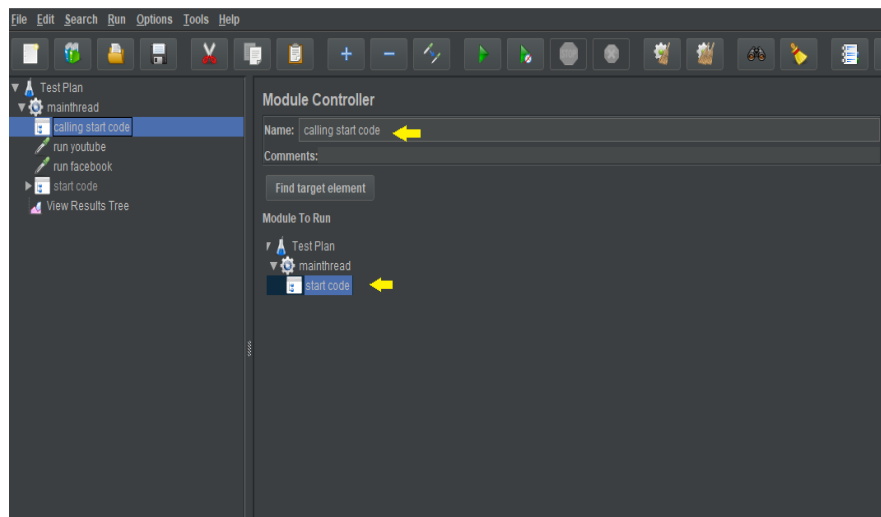 File Edit Search Run Options Tools Help
Test Plan
mainthread
calling start code
run youtube
run facebook
start code
View Results Tree
Module Controller
Name: calling start code
Comments:
Find target element
Module To Run
Test Plan
mainthread
start code